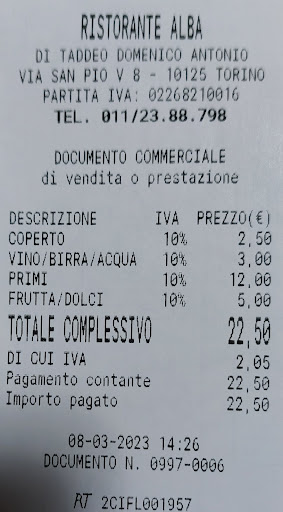 RISTORANTE ALBA
DI TADDEO DOMENICO ANTONIO
VIA SAN PIO V 8 - 10125 TORINO
PARTITA IVA: 02268210016
TEL. 011/23.88.798
DOCUMENTO COMMERCIALE
di vendita o prestazione
DESCRIZIONE IVA PREZZO(€)
COPERTO 10% 2,50
VINO/BIRRA/ACQUA 10% 3,00
PRIMI 10% 12,00
FRUTTA/DOLCI 10% 5,00
TOTALE COMPLESSIVO 22,50
DI CUI IVA 2,05
Pagamento contante 22,50
Importo pagato 22,50
08-03-2023 14:26
DOCUMENTO N. 0997-0006
RT 2CIFL001957